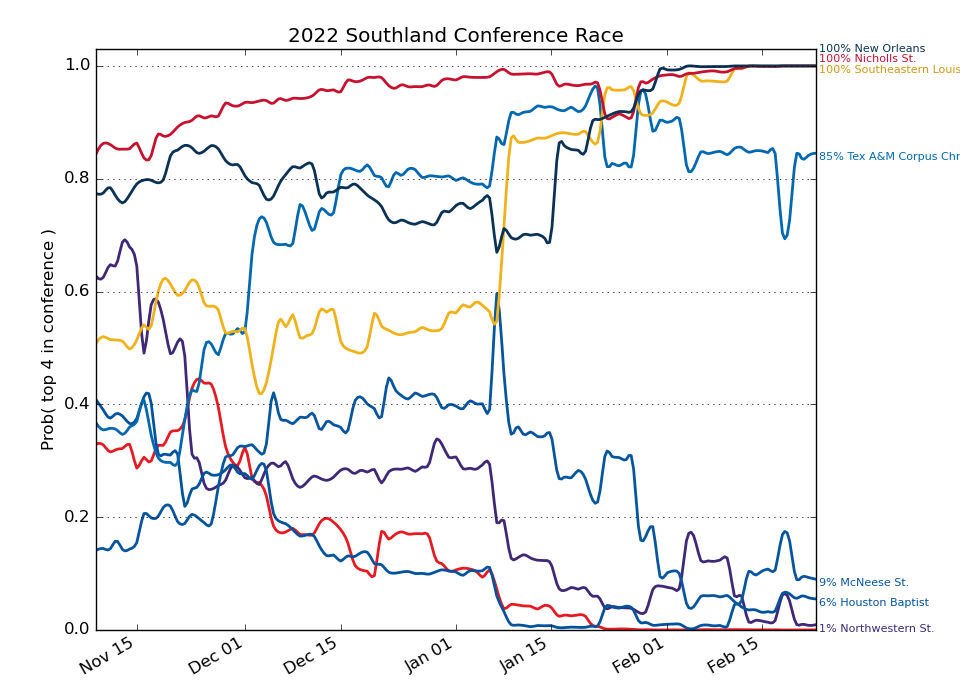 2022 Southland Conference Race
Prob( top 4 in conference )
1.0
0.8
0.6
0.4
0.2
0.0
Nov 15
Dec 01
Dec 15
Jan 01
Jan 15
Feb 01
Feb 15
100% New Orleans
100% Nicholls St.
100% Southeastern Louis
85% Tex A&M Corpus Chr
9% McNeese St.
6% Houston Baptist
1% Northwestern St.